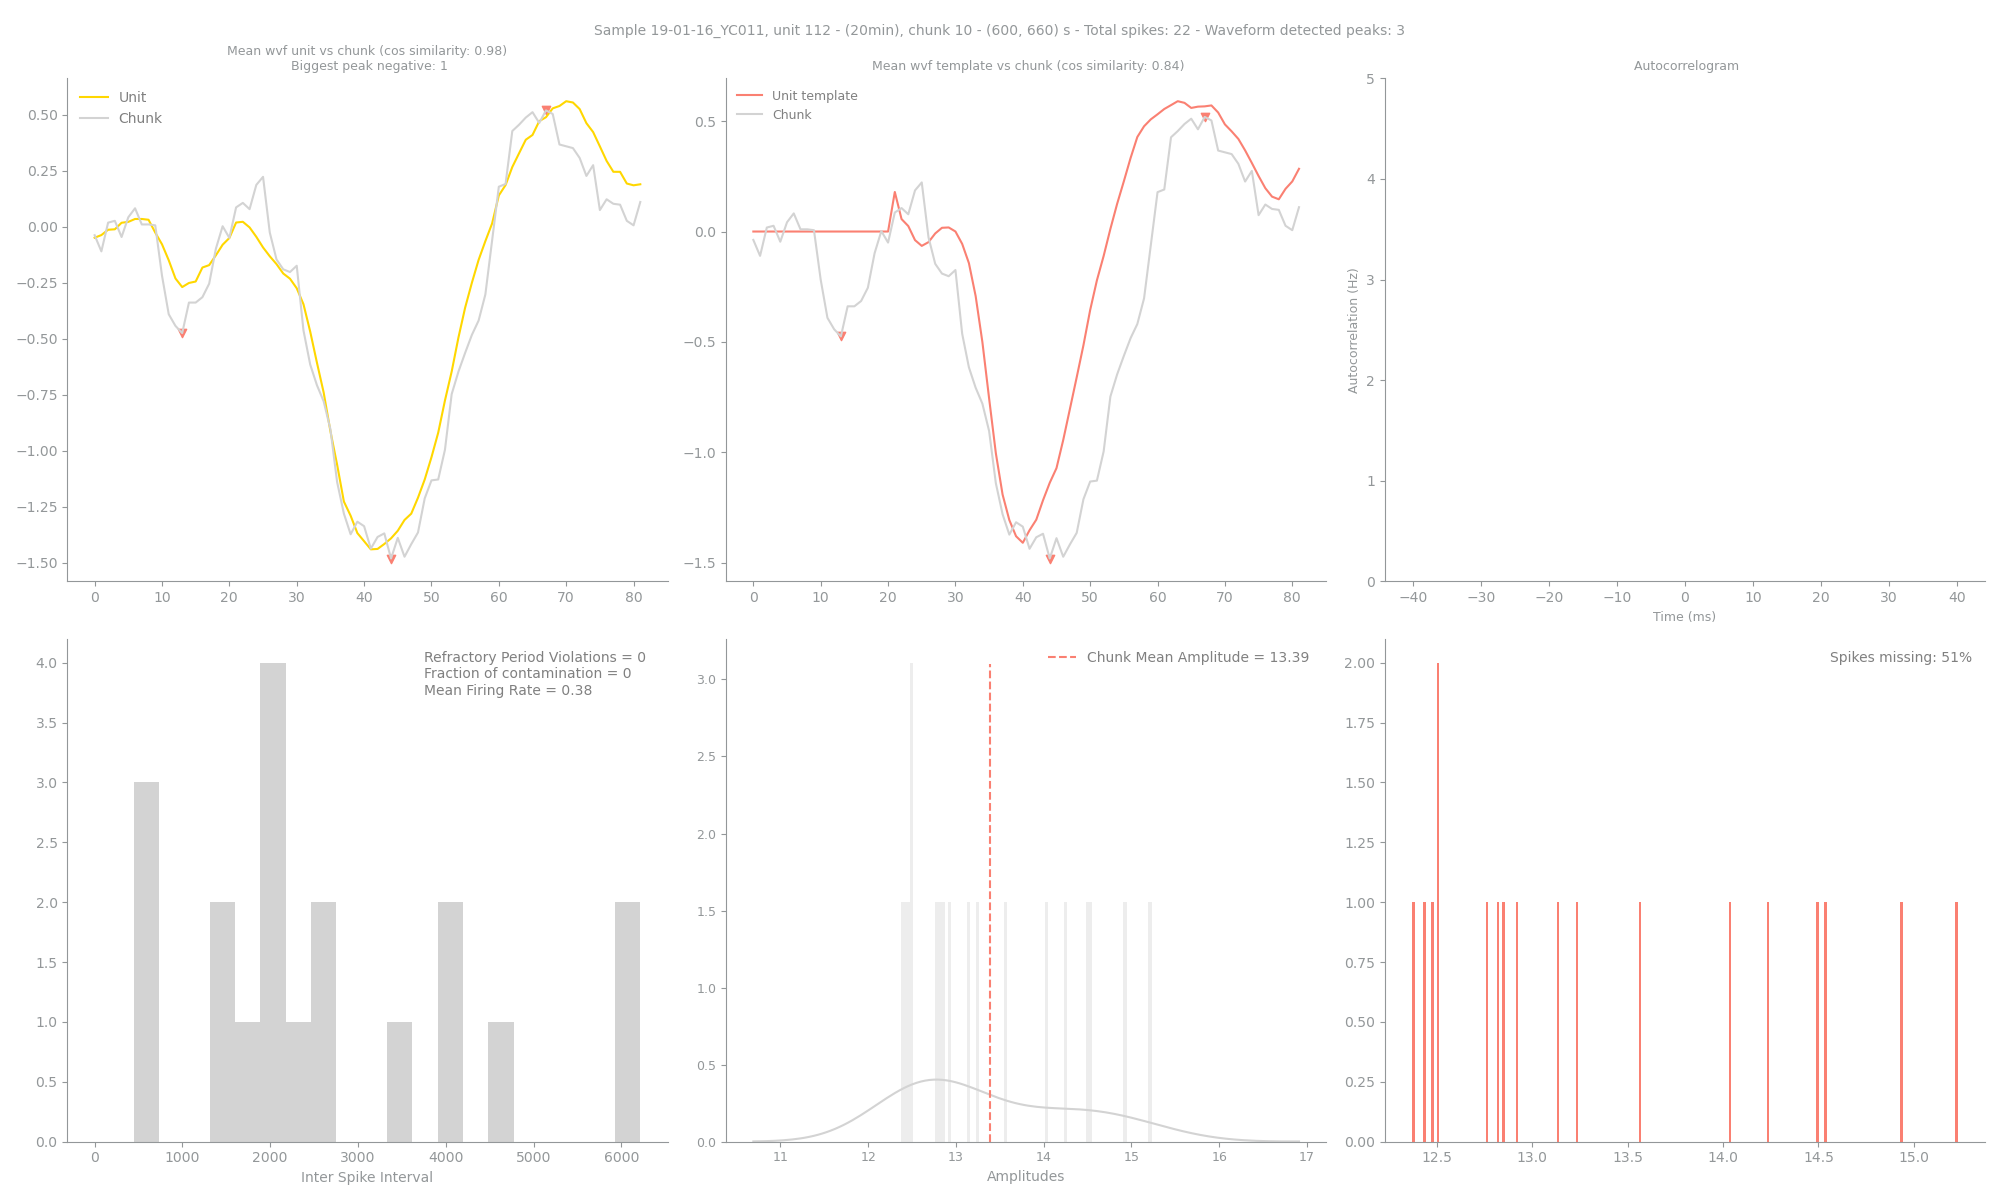 Sample 19-01-16_YC011, unit 112 - (20min), chunk 10 - (600, 660) s - Total spikes: 22 - Waveform detected peaks: 3
Mean wvf unit vs chunk (cos similarity: 0.98)
Biggest peak negative: 1
Unit
Chunk
0.50
0.25
0.00
−0.25
−0.50
−0.75
−1.00
−1.25
−1.50
0 10 20 30 40 50 60 70 80
Mean wvf template vs chunk (cos similarity: 0.84)
Unit template
Chunk
0.5
0.0
−0.5
−1.0
−1.5
0 10 20 30 40 50 60 70 80
Autocorrelogram
5
4
3
2
1
0
Autocorrelation (Hz)
−40 −30 −20 −10 0 10 20 30 40
Time (ms)
Refractory Period Violations = 0
Fraction of contamination = 0
Mean Firing Rate = 0.38
4.0
3.5
3.0
2.5
2.0
1.5
1.0
0.5
0.0
0 1000 2000 3000 4000 5000 6000
Inter Spike Interval
Chunk Mean Amplitude = 13.39
3.0
2.5
2.0
1.5
1.0
0.5
0.0
11 12 13 14 15 16 17
Amplitudes
Spikes missing: 51%
2.00
1.75
1.50
1.25
1.00
0.75
0.50
0.25
0.00
12.5 13.0 13.5 14.0 14.5 15.0